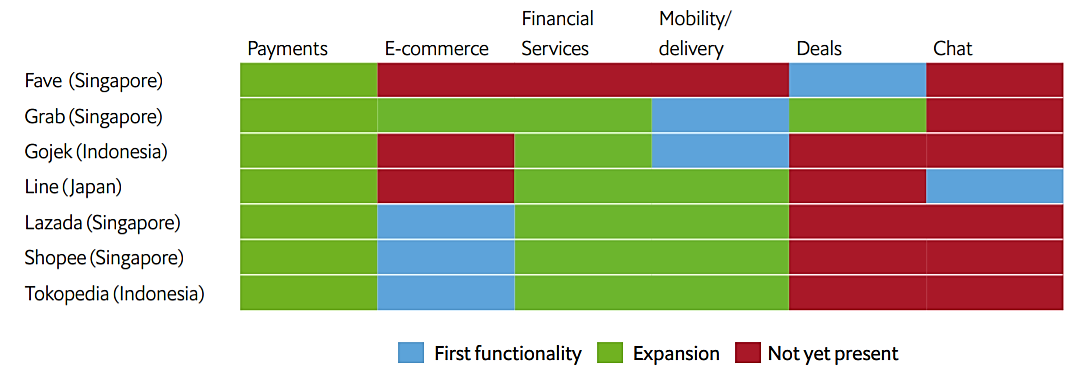 Financial Mobility/
Payments E-commerce Services delivery Deals Chat
Fave (Singapore)
Grab (Singapore)
Gojek (Indonesia)
Line (Japan)
Lazada (Singapore)
Shopee (Singapore)
Tokopedia (Indonesia)
First functionality Expansion Not yet present